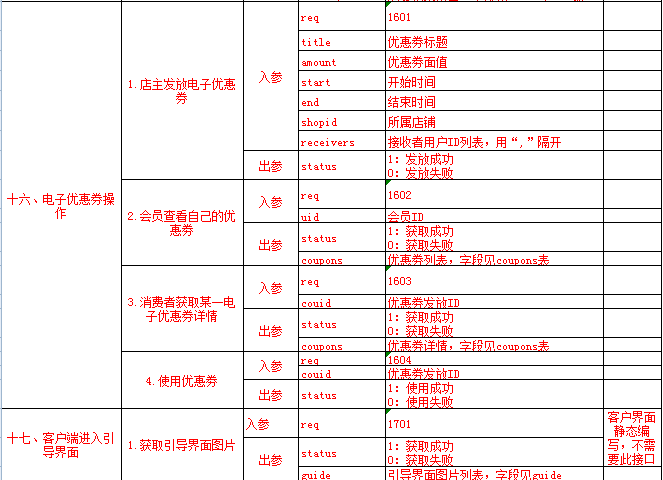 req 1601
title 优惠券标题
amount 优惠券面值
1.店主发放电子优惠
券
入参
start 开始时间
end 结束时间
shopid 所属店铺
receivers 接收者用户ID列表，用“,”隔开
出参 status 1：发放成功
0：发放失败
十六、电子优惠券操
作
2.会员查看自己的优
惠券
入参 req 1602
uid 会员ID
出参 status 1：获取成功
0：获取失败
coupons 优惠券列表，字段见coupons表
3.消费者获取某一电
子优惠券详情
入参 req 1603
couid 优惠券发放ID
出参 status 1：获取成功
0：获取失败
coupons 优惠券详情，字段见coupons表
4.使用优惠券
入参 req 1604
couid 优惠券发放ID
出参 status 1：使用成功
0：使用失败
十七、客户端进入引
导界面
1.获取引导界面图片
入参 req 1701
出参 status 1：获取成功
0：获取失败
guide 引导界面图片列表，字段见guide
客户界面
静态编
写，不需
要此接口